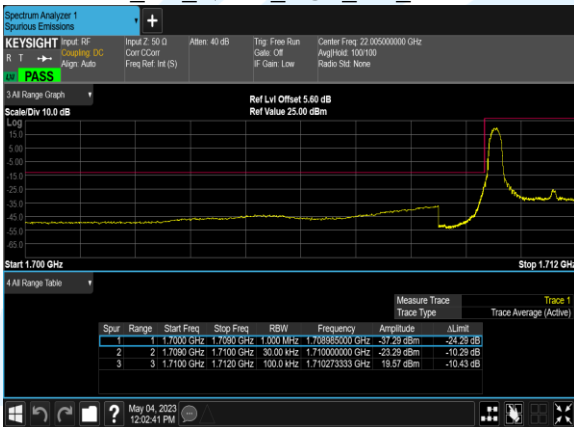 Spectrum Analyzer 1
Spurious Emissions
KEYSIGHT Input: RF Input Z: 50 Ω Atten: 40 dB Trig: Free Run Center Freq: 22.005000000 GHz
R T Coupling: DC Corr CCorr Gate: Off Avg|Hold: 100/100
Align: Auto Freq Ref: Int (S) IF Gain: Low Radio Std: None
PASS
3 All Range Graph
Ref Lvl Offset 5.60 dB
Scale/Div 10.0 dB Ref Value 25.00 dBm
Log
15.0
5.00
-5.00
-15.0
-25.0
-35.0
-45.0
-55.0
-65.0
Start 1.700 GHz Stop 1.712 GHz
4 All Range Table
Measure Trace Trace 1
Trace Type Trace Average (Active)
Spur Range Start Freq Stop Freq RBW Frequency Amplitude ΔLimit
1 1 1.7000 GHz 1.7090 GHz 1.000 MHz 1.708985000 GHz -37.29 dBm -24.29 dB
2 2 1.7090 GHz 1.7100 GHz 30.00 kHz 1.710000000 GHz -23.29 dBm -10.29 dB
3 3 1.7100 GHz 1.7120 GHz 100.0 kHz 1.710273333 GHz 19.57 dBm -10.43 dB
? May 04, 2023
12:02:41 PM